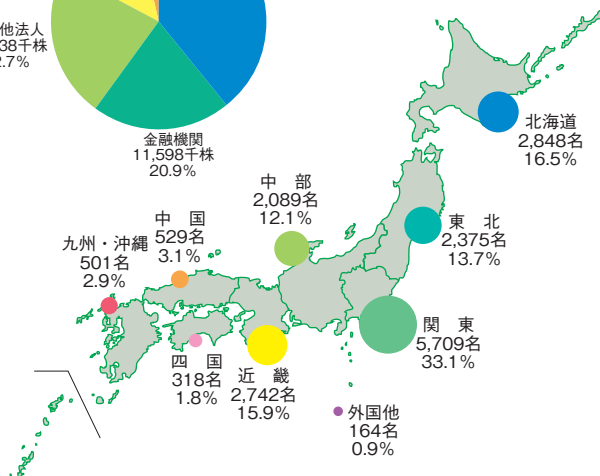 他法人
38千株
2.7%
金融機関
11,598千株
20.9%
北海道
2,848名
16.5%
東　北
2,375名
13.7%
中　部
2,089名
12.1%
中　国
529名
3.1%
九州・沖縄
501名
2.9%
関　東
5,709名
33.1%
四　国
318名
1.8%
近　畿
2,742名
15.9%
外国他
164名
0.9%